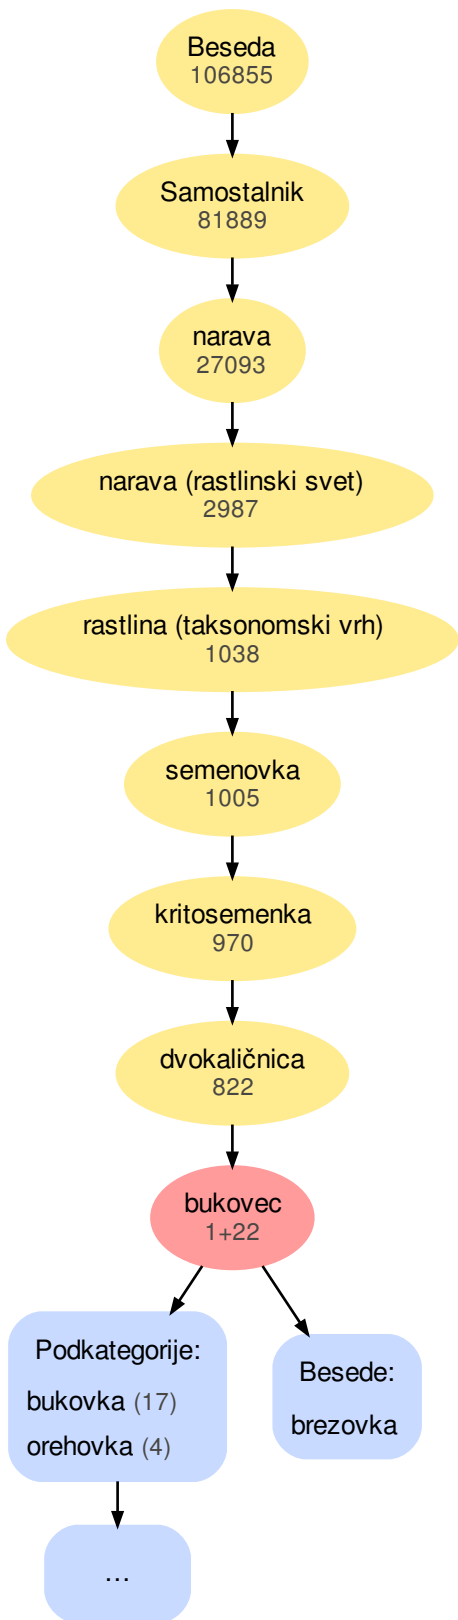 Beseda
106855
Samostalnik
81889
narava
27093
narava (rastlinski svet)
2987
rastlina (taksonomski vrh)
1038
semenovka
1005
kritosemenka
970
dvokaličnica
822
bukovec
1+22
Podkategorije:
bukovka (17)
orehovka (4)
Besede:
brezovka
...